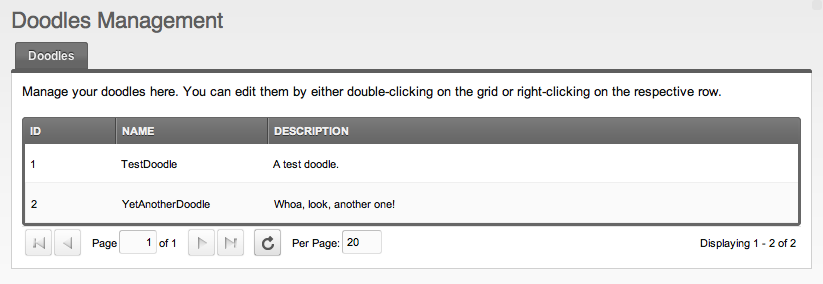 Doodles Management
Doodles
Manage your doodles here. You can edit them by either double-clicking on the grid or right-clicking on the respective row.
ID NAME DESCRIPTION
1 TestDoodle A test doodle.
2 YetAnotherDoodle Whoa, look, another one!
Page 1 of 1 Per Page: 20 Displaying 1 - 2 of 2